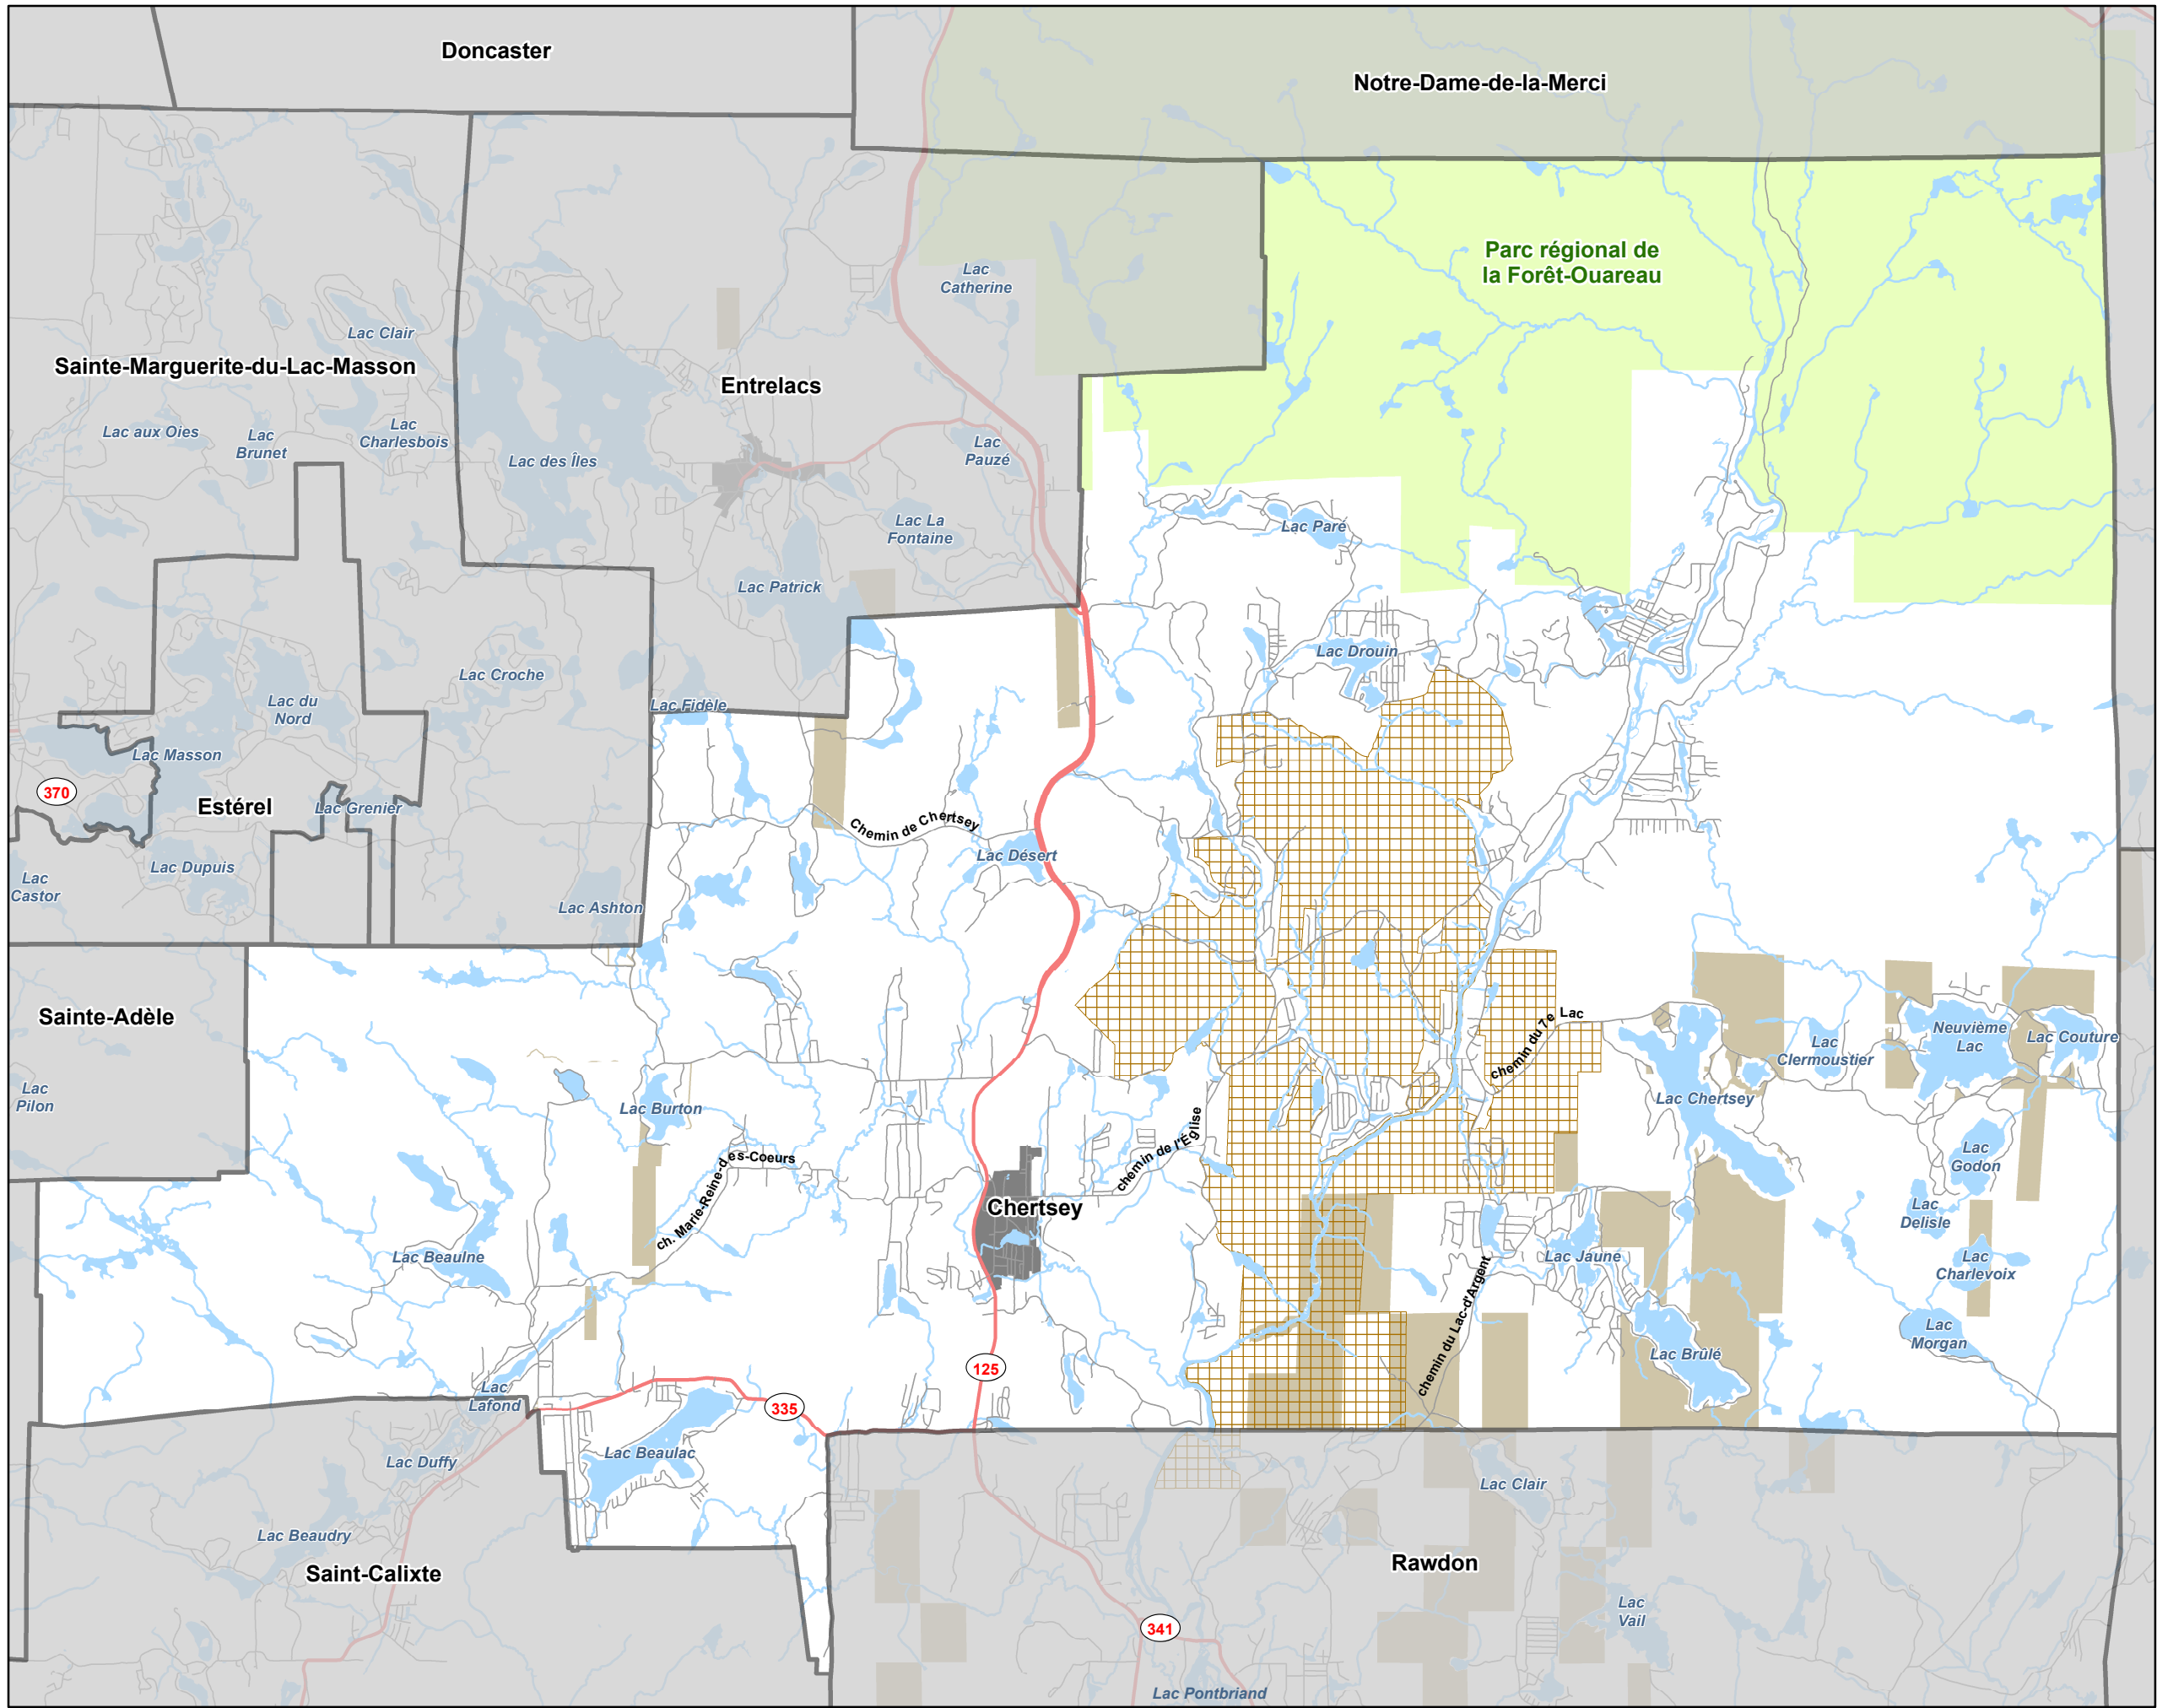 Doncaster
Notre-Dame-de-la-Merci
Parc régional de
la Forêt-Ouareau
Lac
Catherine
Lac Clair
Sainte-Marguerite-du-Lac-Masson
Entrelacs
Lac aux Oies
Lac
Brunet
Lac
Charlesbois
Lac des Îles
Lac
Pauzé
Lac La
Fontaine
Lac Paré
Lac Patrick
Lac Drouin
Lac Croche
Lac du
Nord
Lac Fidèle
Lac Masson
370
Estérel
Lac Grenier
Chemin de Chertsey
Lac Désert
Lac Dupuis
Lac
Castor
Lac Ashton
Sainte-Adèle
chemin du 7e Lac
Neuvième
Lac
Lac Couture
Lac
Clermoustier
Lac
Pilon
Lac Burton
Lac Chertsey
chemin de l'Église
ch. Marie-Reine-des-Coeurs
Lac
Godon
Chertsey
Lac
Delisle
Lac Beaulne
Lac Jaune
Lac
Charlevoix
chemin du Lac-d'Argent
Lac
Morgan
Lac Brûlé
125
Lac
Lafond
335
Lac Beaulac
Lac Duffy
Lac Clair
Lac Beaudry
Saint-Calixte
Rawdon
Lac
Vail
341
Lac Pontbriand